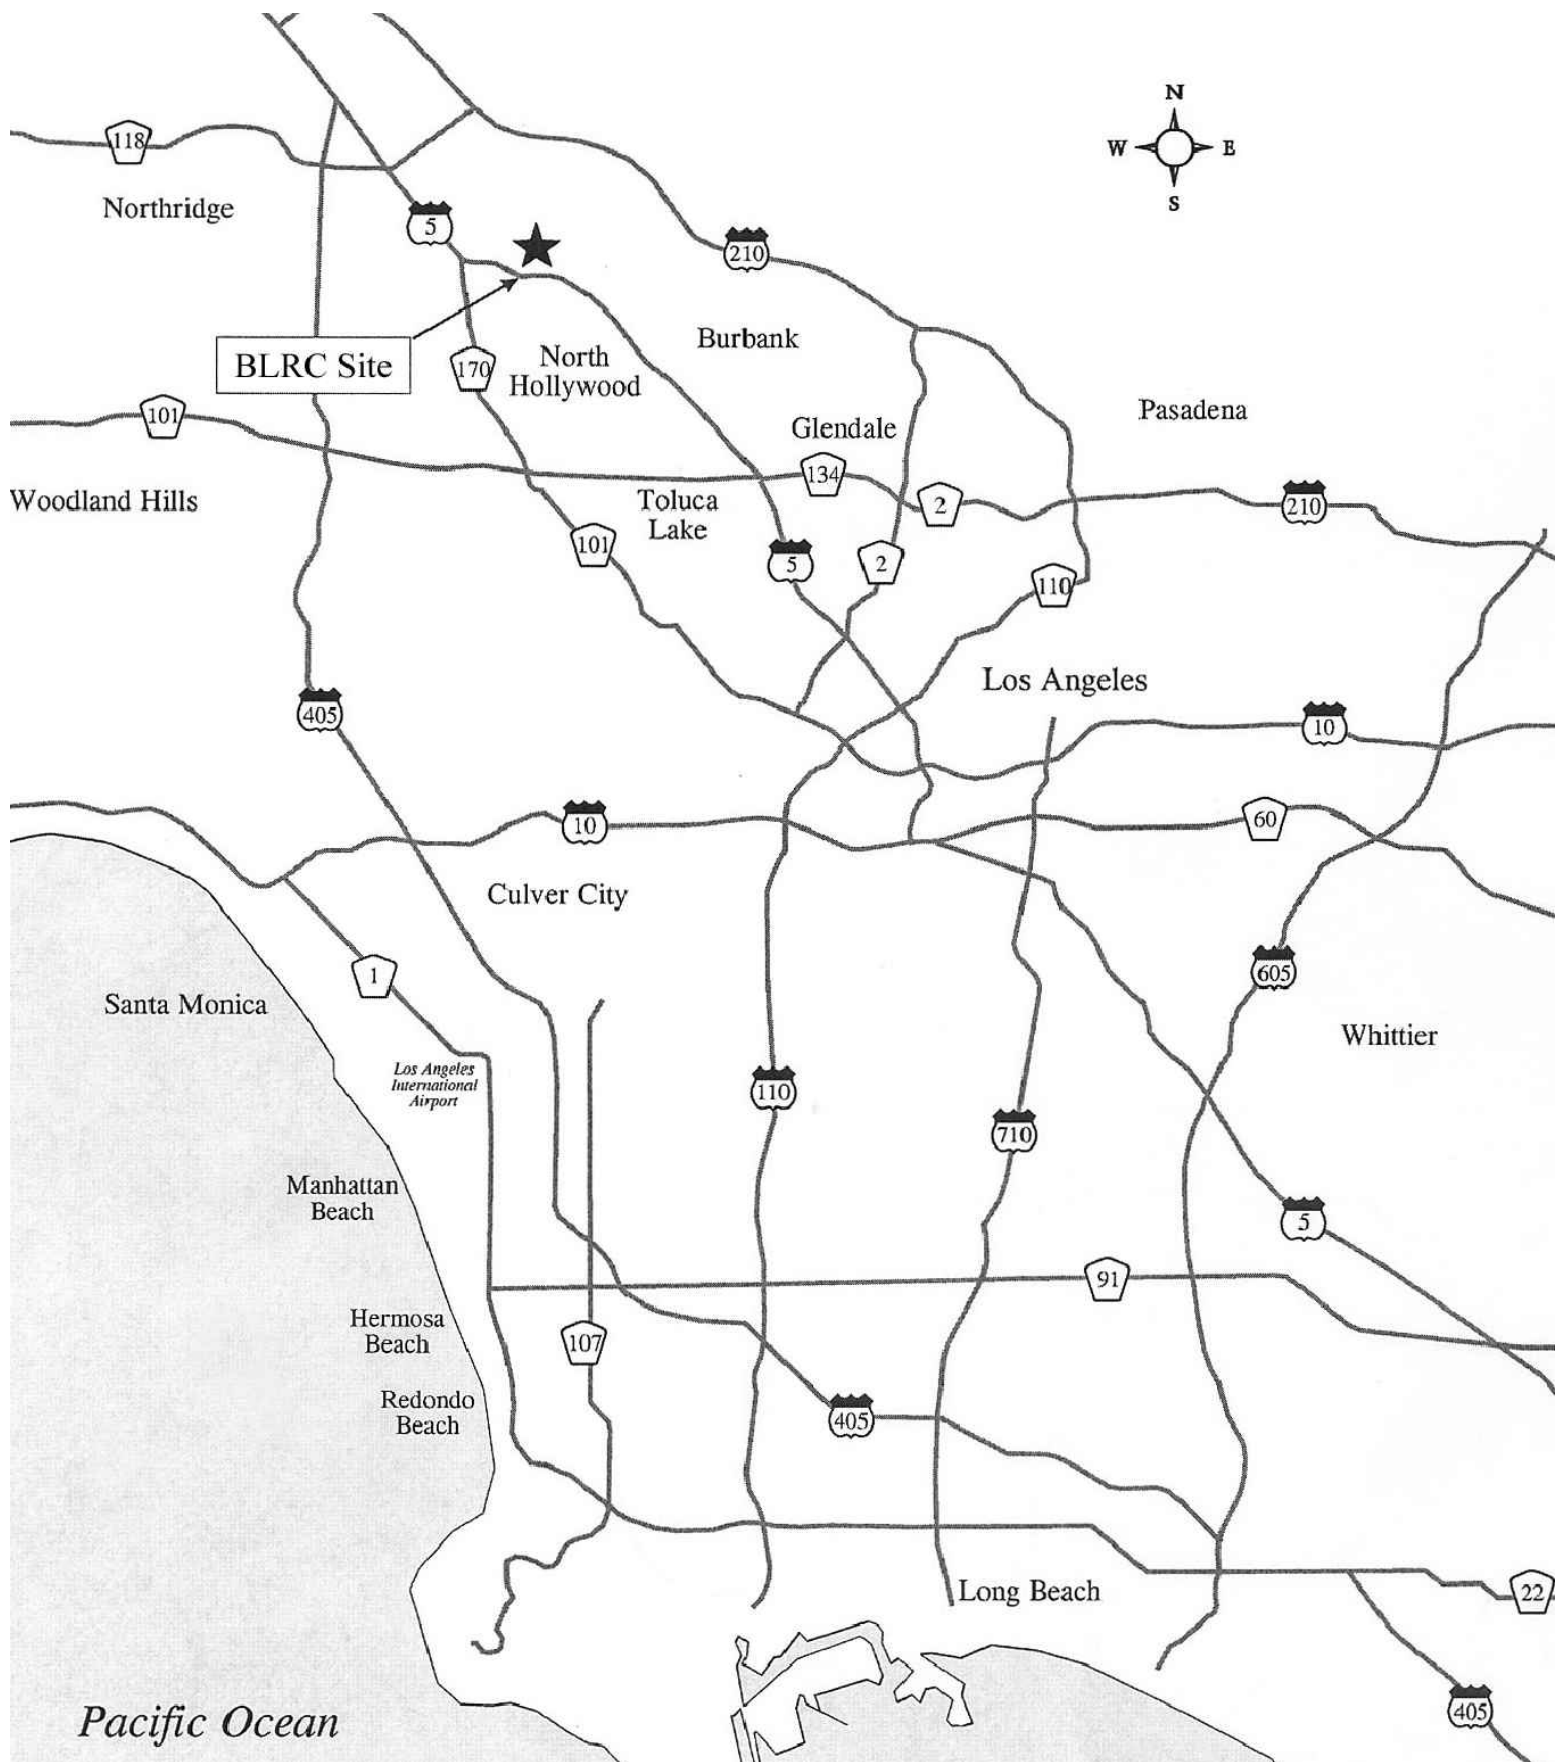 N
W
E
S
118
Northridge
5
210
Burbank
BLRC Site
170
North
Hollywood
101
Pasadena
Glendale
134
Woodland Hills
Toluca
Lake
2
210
101
5
2
110
Los Angeles
405
10
10
60
Culver City
1
605
Santa Monica
Whittier
Los Angeles
International
Airport
110
710
Manhattan
Beach
5
91
Hermosa
Beach
107
Redondo
Beach
405
Long Beach
22
Pacific Ocean
405